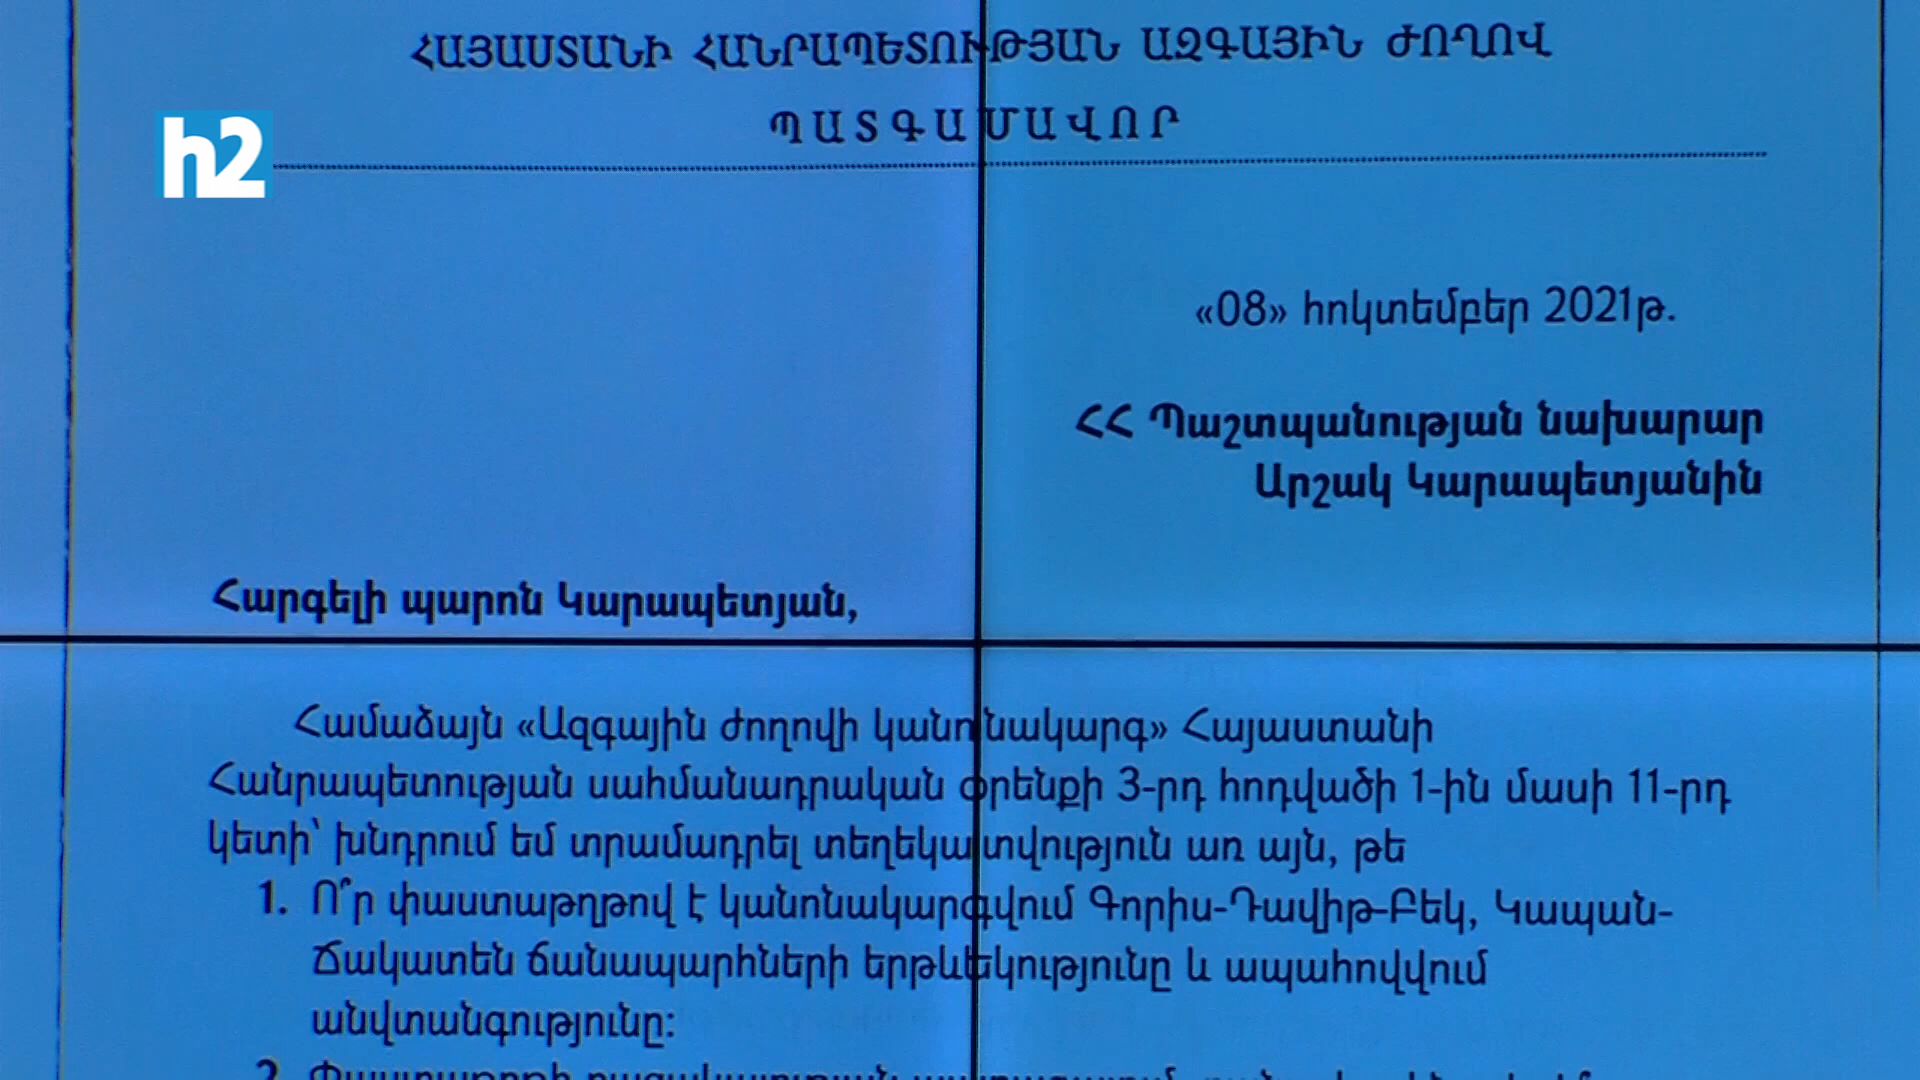 ՀԱՅԱՍՏԱՆԻ ՀԱՆՐԱՊԵՏՈՒԹՅԱՆ ԱԶԳԱՅԻՆ ԺՈՂՈՎ
ՊԱՏԳԱՄԱՎՈՐ
h2
«08» հոկտեմբեր 2021թ.
ՀՀ Պաշտպանության նախարար
Արշակ Կարապետյանին
Հարգելի պարոն Կարապետյան,
Համաձայն «Ազգային ժողովի կանոնակարգ» Հայաստանի
Հանրապետության սահմանադրական օրենքի 3-րդ հոդվածի 1-ին մասի 11-րդ
կետի՝ խնդրում եմ տրամադրել տեղեկատվություն առ այն, թե
1. Ո՞ր փաստաթղթով է կանոնակարգվում Գորիս-Դավիթ-Բեկ, Կապան-
Ճակատեն ճանապարհների երթևեկությունը և ապահովվում
անվտանգությունը:
2.